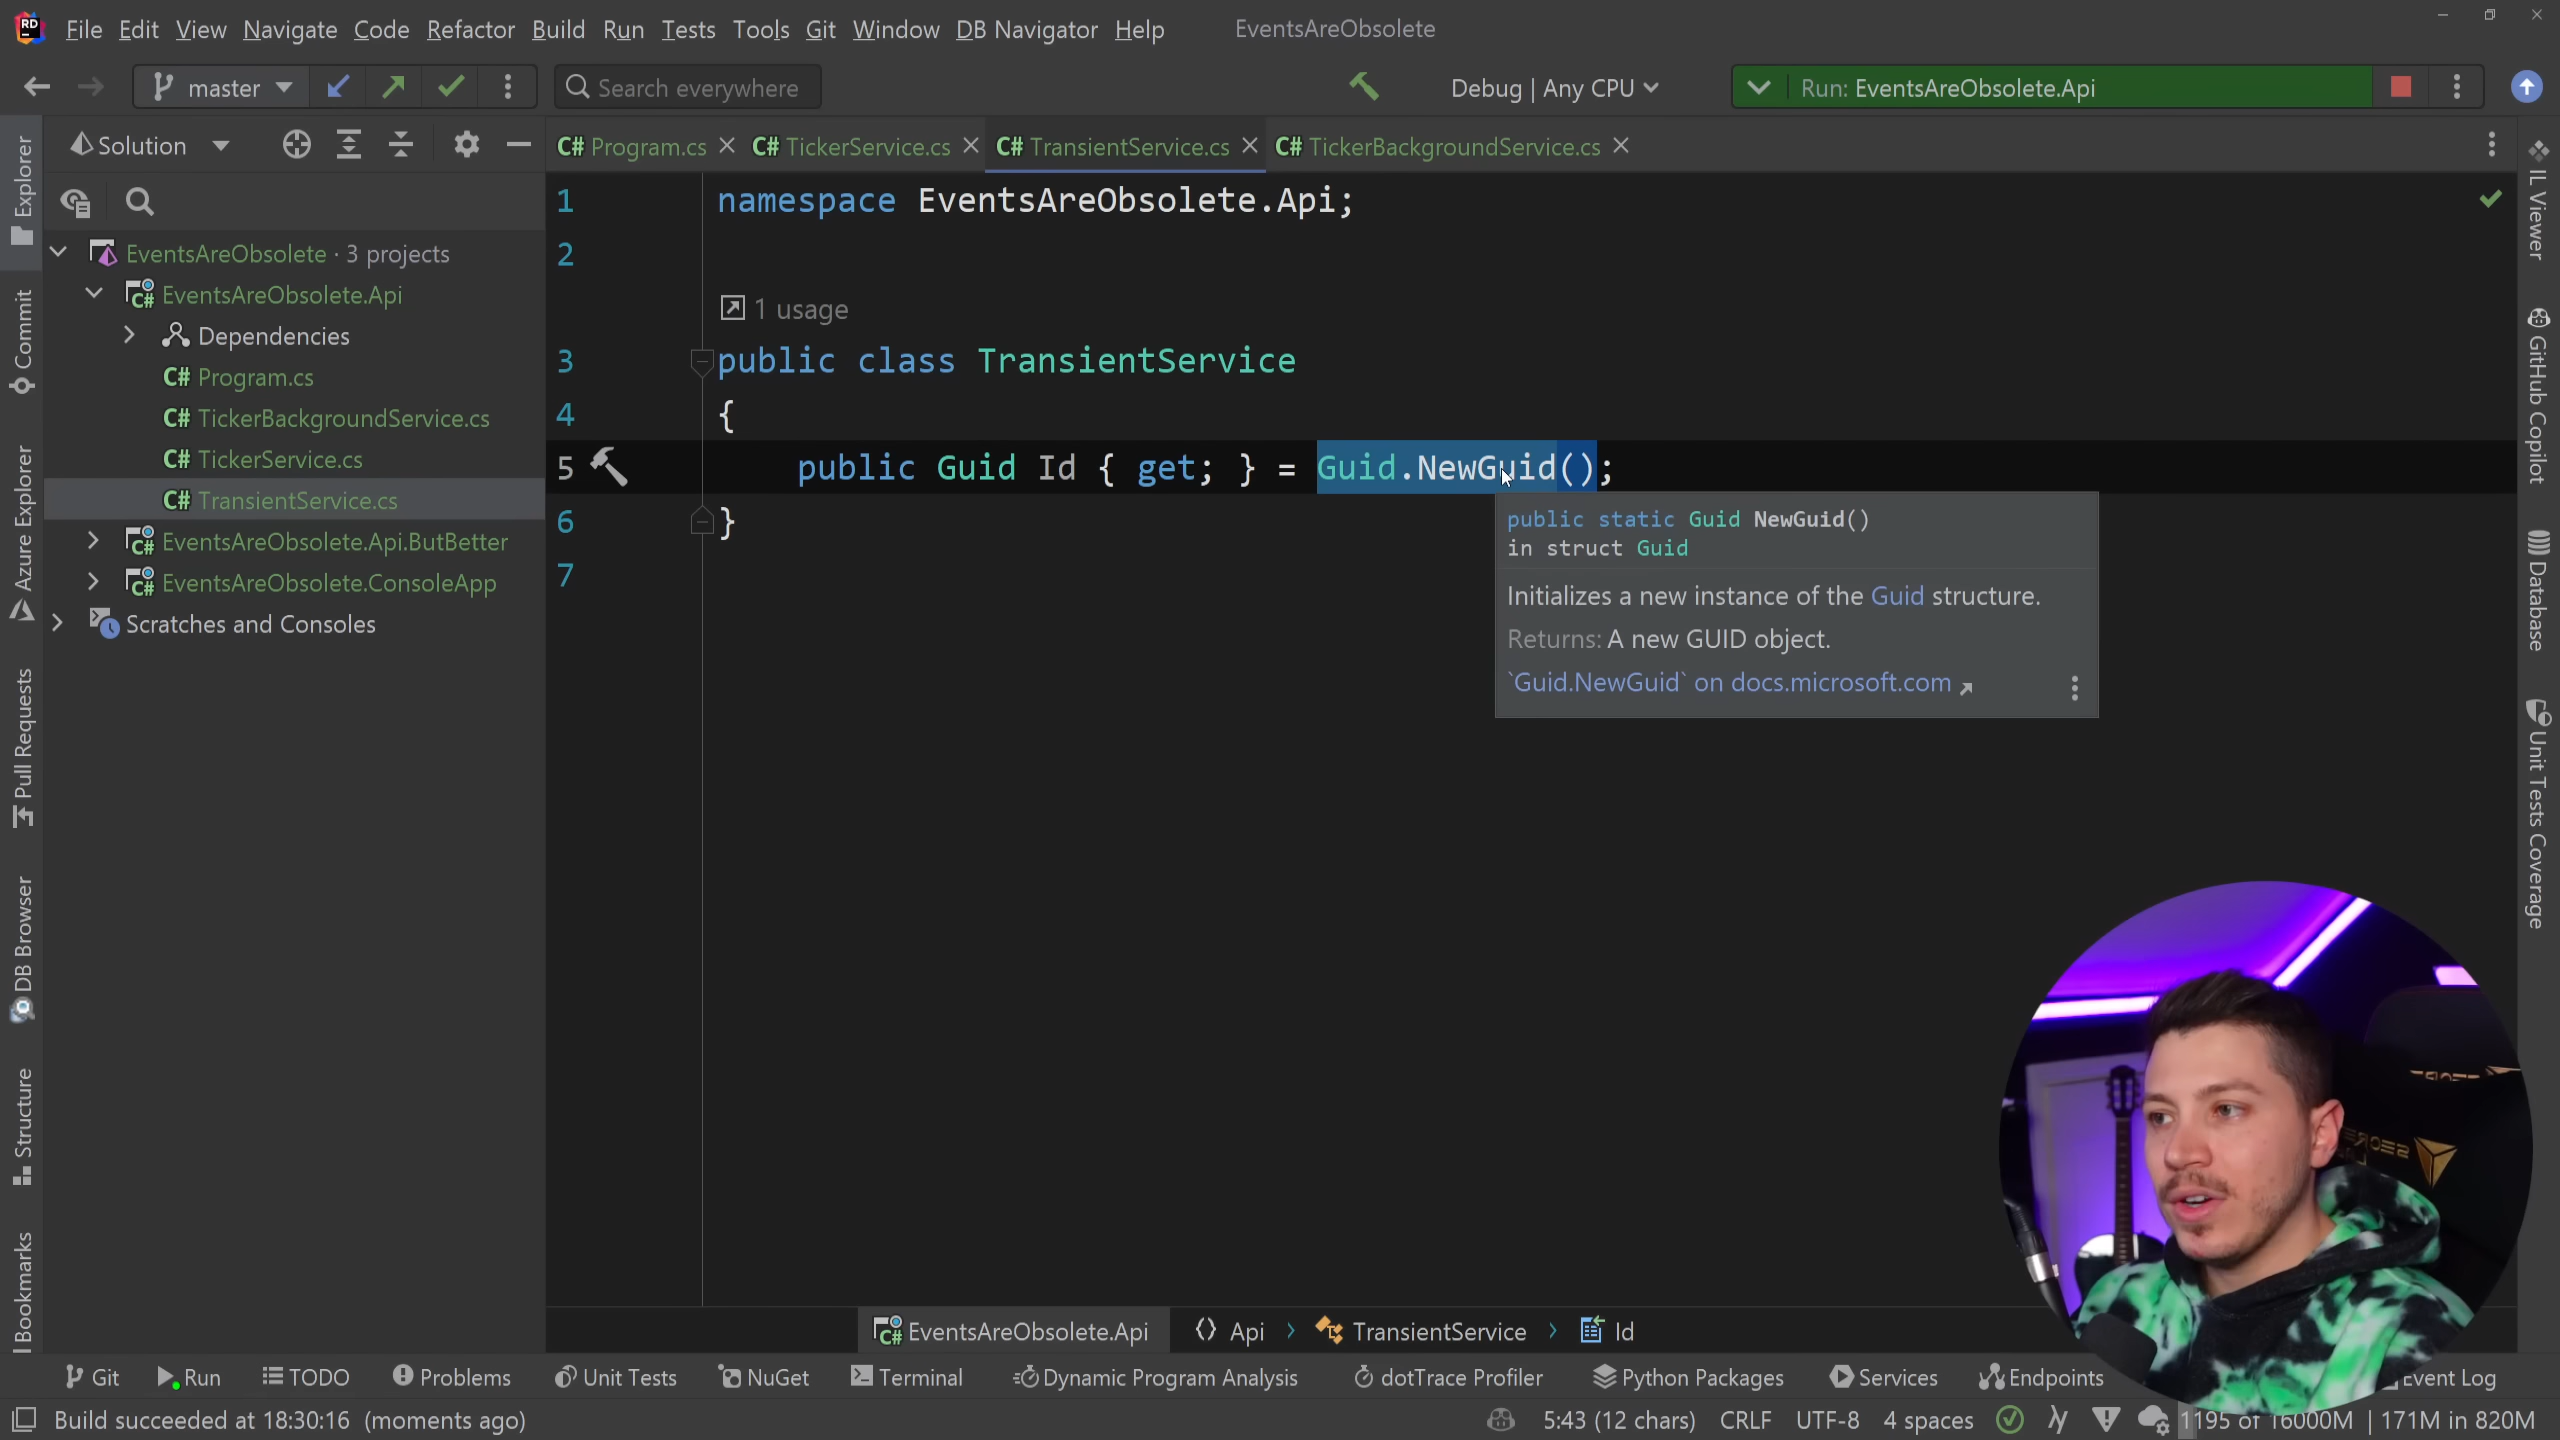 File Edit View Navigate Code Refactor Build Run Tests Tools Git Window DB Navigator Help EventsAreObsolete
master Search everywhere Debug | Any CPU Run: EventsAreObsolete.Api
Solution
C# Program.cs C# TickerService.cs C# TransientService.cs C# TickerBackgroundService.cs
EventsAreObsolete · 3 projects
EventsAreObsolete.Api
Dependencies
C# Program.cs
C# TickerBackgroundService.cs
C# TickerService.cs
C# TransientService.cs
EventsAreObsolete.Api.ButBetter
EventsAreObsolete.ConsoleApp
Scratches and Consoles
Explorer
Commit
Azure Explorer
Pull Requests
DB Browser
Structure
Bookmarks
1 namespace EventsAreObsolete.Api;
2
1 usage
3 public class TransientService
4 {
5 public Guid Id { get; } = Guid.NewGuid();
6 }
7
public static Guid NewGuid()
in struct Guid
Initializes a new instance of the Guid structure.
Returns: A new GUID object.
`Guid.NewGuid` on docs.microsoft.com
IL Viewer
GitHub Copilot
Database
Unit Tests Coverage
EventsAreObsolete.Api Api TransientService Id
Git Run TODO Problems Unit Tests NuGet Terminal Dynamic Program Analysis dotTrace Profiler Python Packages Services Endpoints Event Log
Build succeeded at 18:30:16 (moments ago) 5:43 (12 chars) CRLF UTF-8 4 spaces 1195 of 16000M 171M in 820M